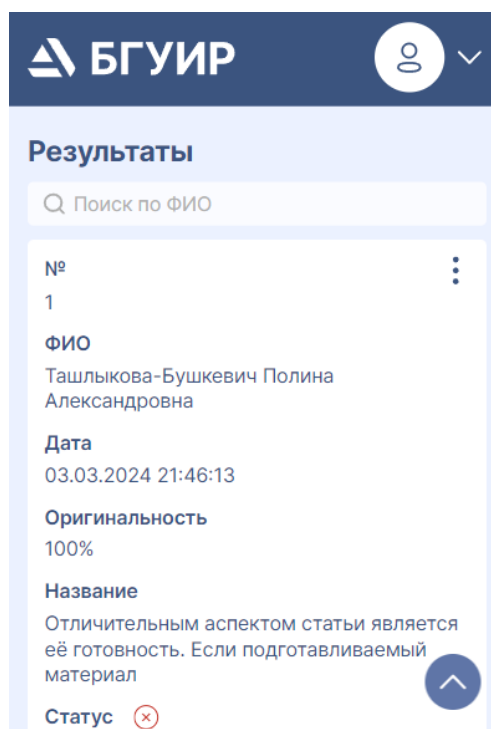 БГУИР
Результаты
Поиск по ФИО
№
1
ФИО
Ташлыкова-Бушкевич Полина
Александровна
Дата
03.03.2024 21:46:13
Оригинальность
100%
Название
Отличительным аспектом статьи является
её готовность. Если подготавливаемый
материал
Статус